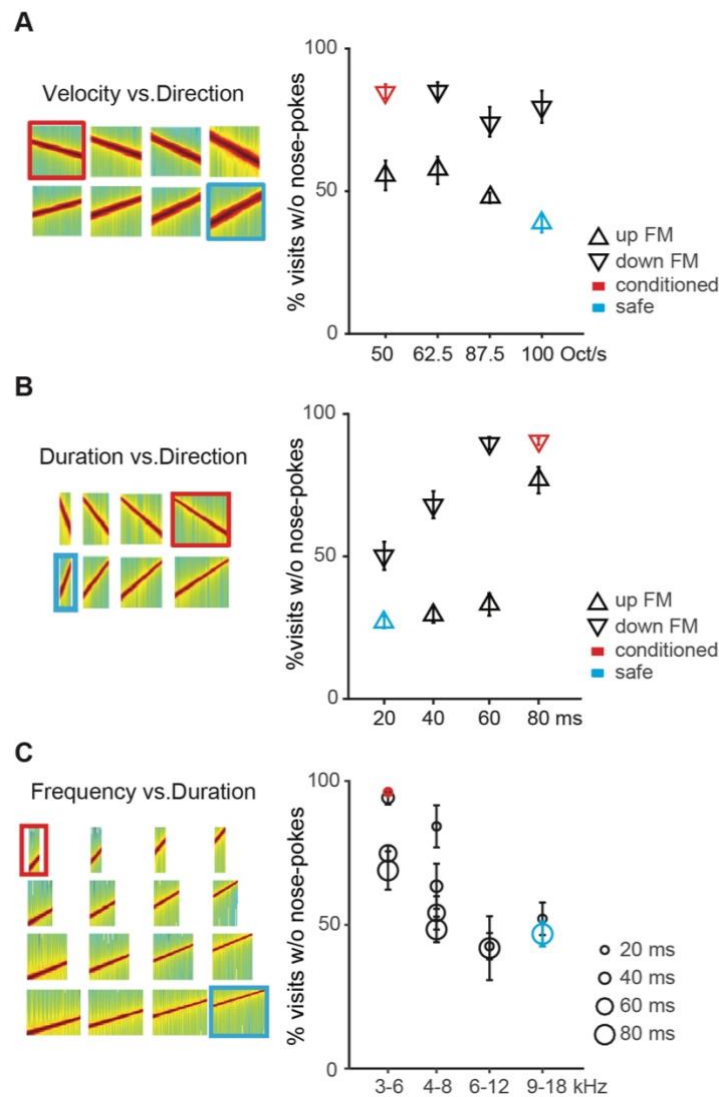 A
Velocity vs.Direction
% visits w/o nose-pokes
100
50
0
50 62.5 87.5 100 Oct/s
up FM
down FM
conditioned
safe
B
Duration vs.Direction
%visits w/o nose-pokes
100
50
0
20 40 60 80 ms
up FM
down FM
conditioned
safe
C
Frequency vs.Duration
% visits w/o nose-pokes
100
50
0
3-6 4-8 6-12 9-18 kHz
20 ms
40 ms
60 ms
80 ms